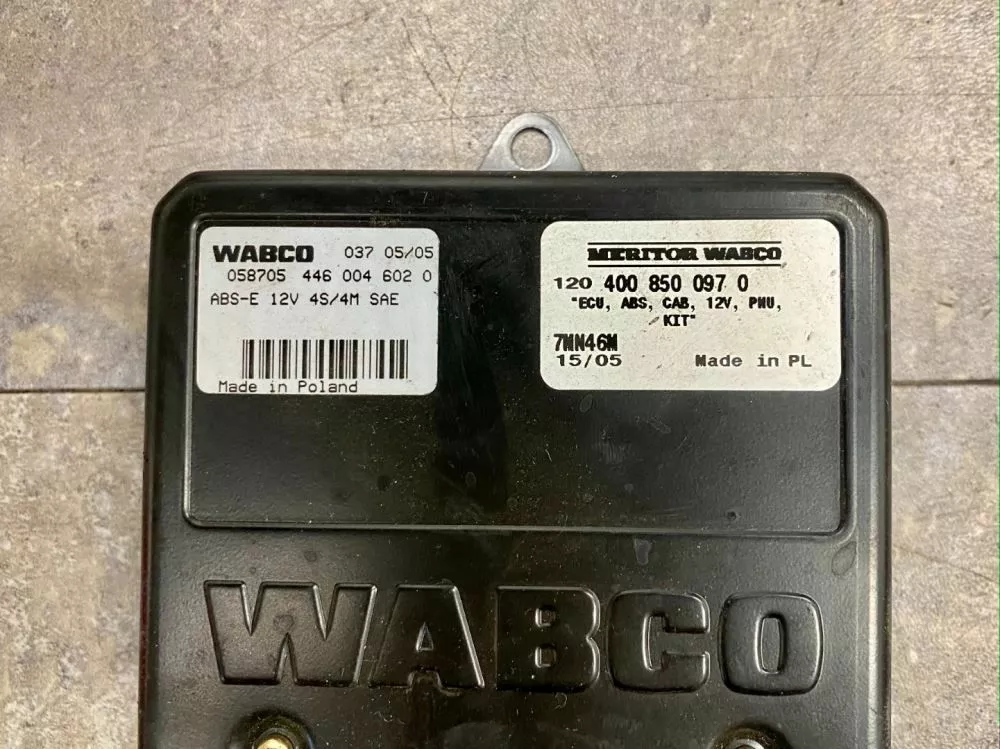 WABCO 037 05/05
058705 446 004 602 0
ABS-E 12V 4S/4M SAE
Made in Poland
MERITOR WABCO
120 400 850 097 0
"ECU, ABS, CAB, 12V, PNU,
KIT"
7MN46M
15/05 Made in PL
WABCO